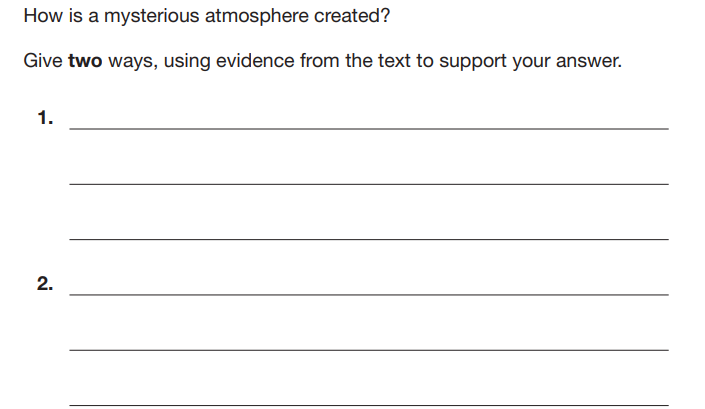 How is a mysterious atmosphere created?
Give two ways, using evidence from the text to support your answer.
1.
2.